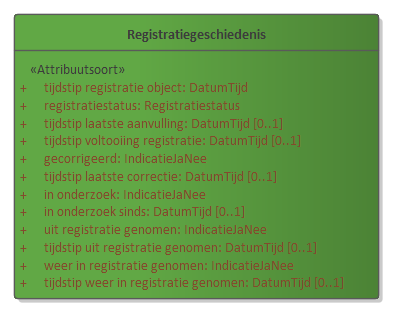 Registratiegeschiedenis
«Attribuutsoort»
+ tijdstip registratie object: DatumTijd
+ registratiestatus: Registratiestatus
+ tijdstip laatste aanvulling: DatumTijd [0..1]
+ tijdstip voltooiing registratie: DatumTijd [0..1]
+ gecorrigeerd: IndicatieJaNee
+ tijdstip laatste correctie: DatumTijd [0..1]
+ in onderzoek: IndicatieJaNee
+ in onderzoek sinds: DatumTijd [0..1]
+ uit registratie genomen: IndicatieJaNee
+ tijdstip uit registratie genomen: DatumTijd [0..1]
+ weer in registratie genomen: IndicatieJaNee
+ tijdstip weer in registratie genomen: DatumTijd [0..1]